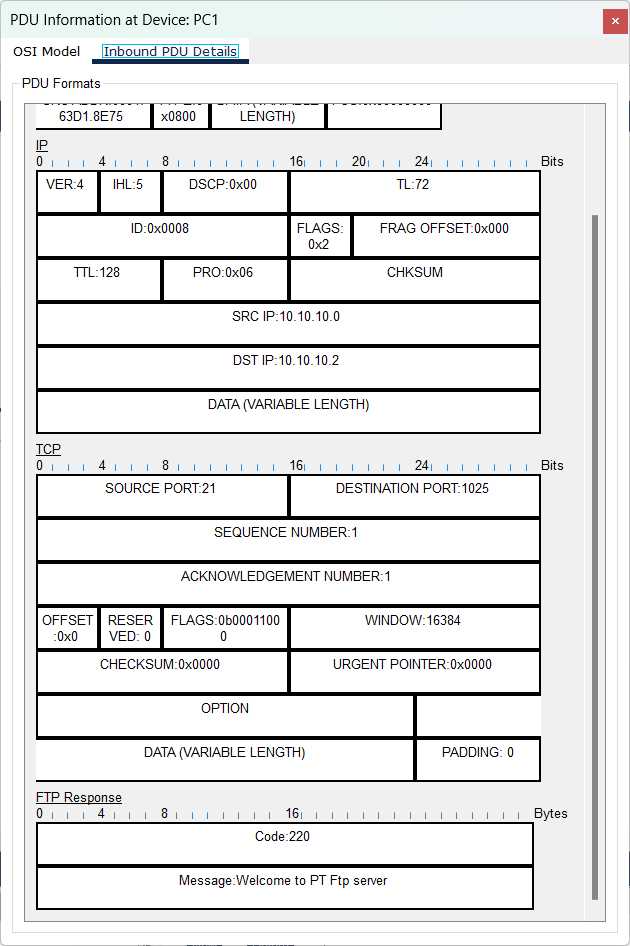 PDU Information at Device: PC1
OSI Model Inbound PDU Details
PDU Formats
63D1.8E75 x0800 LENGTH)
IP
0 4 8 16 20 24 Bits
VER:4 IHL:5 DSCP:0x00 TL:72
ID:0x0008 FLAGS: FRAG OFFSET:0x000
0x2
TTL:128 PRO:0x06 CHKSUM
SRC IP:10.10.10.0
DST IP:10.10.10.2
DATA (VARIABLE LENGTH)
TCP
0 4 8 16 24 Bits
SOURCE PORT:21 DESTINATION PORT:1025
SEQUENCE NUMBER:1
ACKNOWLEDGEMENT NUMBER:1
OFFSET RESER FLAGS:0b0001100 WINDOW:16384
:0x0 VED: 0 0
CHECKSUM:0x0000 URGENT POINTER:0x0000
OPTION
DATA (VARIABLE LENGTH) PADDING: 0
FTP Response
0 4 8 16 Bytes
Code:220
Message:Welcome to PT Ftp server